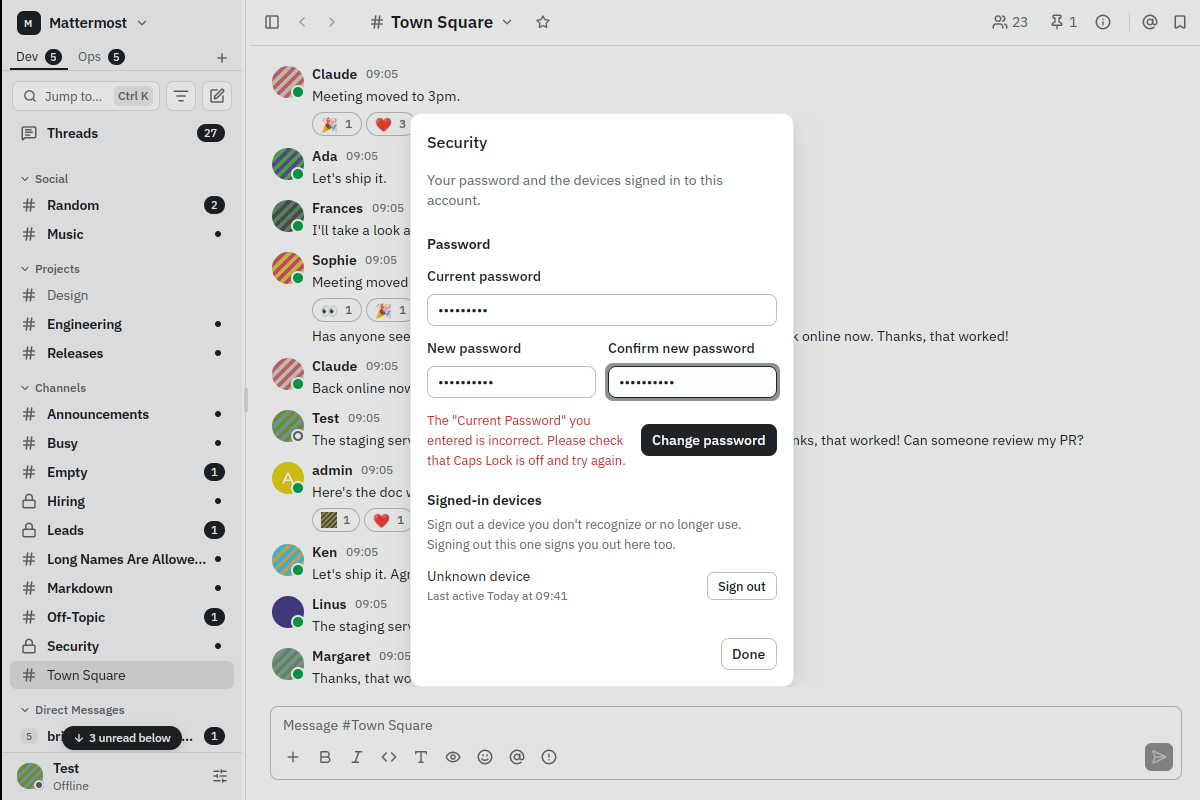 M Mattermost
Dev 5 Ops 5
Jump to... Ctrl K
Threads 27
Social
Random 2
Music
Projects
Design
Engineering
Releases
Channels
Announcements
Busy
Empty 1
Hiring
Leads 1
Long Names Are Allowe...
Markdown
Off-Topic 1
Security
Town Square
Direct Messages
5 bri ... 1
3 unread below
Test
Offline
# Town Square
23
1
Claude 09:05
Meeting moved to 3pm.
1 3
Ada 09:05
Let's ship it.
Frances 09:05
I'll take a look a
Sophie 09:05
Meeting moved
1 1
Has anyone see k online now. Thanks, that worked!
Claude 09:05
Back online now
Test 09:05
The staging serv nks, that worked! Can someone review my PR?
A admin 09:05
Here's the doc w
1 1
Ken 09:05
Let's ship it. Agr
Linus 09:05
The staging serv
Margaret 09:05
Thanks, that wo
Message #Town Square
Security
Your password and the devices signed in to this
account.
Password
Current password
•••••••••
New password Confirm new password
•••••••••• ••••••••••
The "Current Password" you
entered is incorrect. Please check
that Caps Lock is off and try again.
Change password
Signed-in devices
Sign out a device you don't recognize or no longer use.
Signing out this one signs you out here too.
Unknown device
Last active Today at 09:41
Sign out
Done